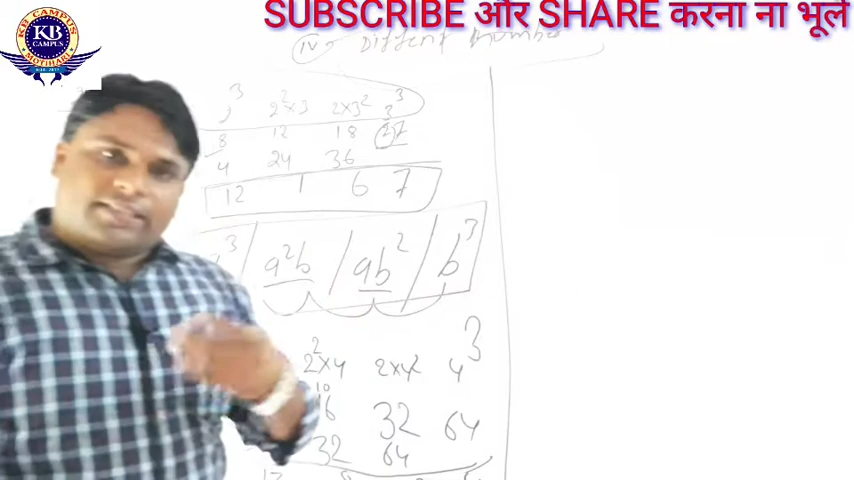 SUBSCRIBE और SHARE करना ना भूलें
KB
CAMPUS
KB
CAMPUS
MOTIHARI
(iv) → Different Number
2³ 2²×3 2×3² 3³
8 12 18 27
4 24 36
12 1 6 7
a²b / ab² / b³
2²×4 2×4² 4³
16 32 64
32 64